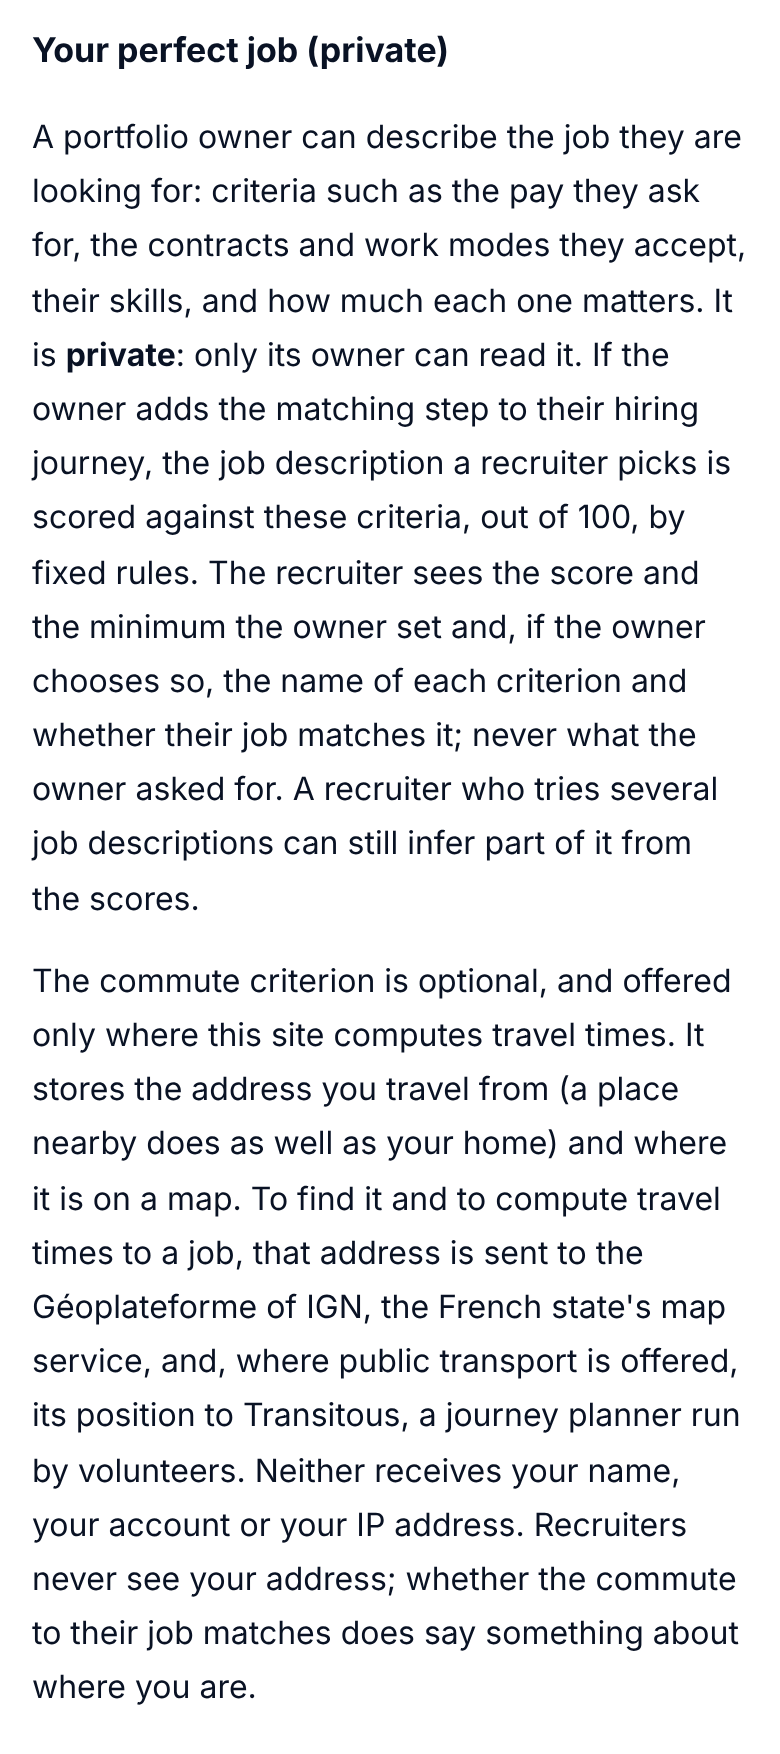 Your perfect job (private)
A portfolio owner can describe the job they are
looking for: criteria such as the pay they ask
for, the contracts and work modes they accept,
their skills, and how much each one matters. It
is private: only its owner can read it. If the
owner adds the matching step to their hiring
journey, the job description a recruiter picks is
scored against these criteria, out of 100, by
fixed rules. The recruiter sees the score and
the minimum the owner set and, if the owner
chooses so, the name of each criterion and
whether their job matches it; never what the
owner asked for. A recruiter who tries several
job descriptions can still infer part of it from
the scores.
The commute criterion is optional, and offered
only where this site computes travel times. It
stores the address you travel from (a place
nearby does as well as your home) and where
it is on a map. To find it and to compute travel
times to a job, that address is sent to the
Géoplateforme of IGN, the French state's map
service, and, where public transport is offered,
its position to Transitous, a journey planner run
by volunteers. Neither receives your name,
your account or your IP address. Recruiters
never see your address; whether the commute
to their job matches does say something about
where you are.